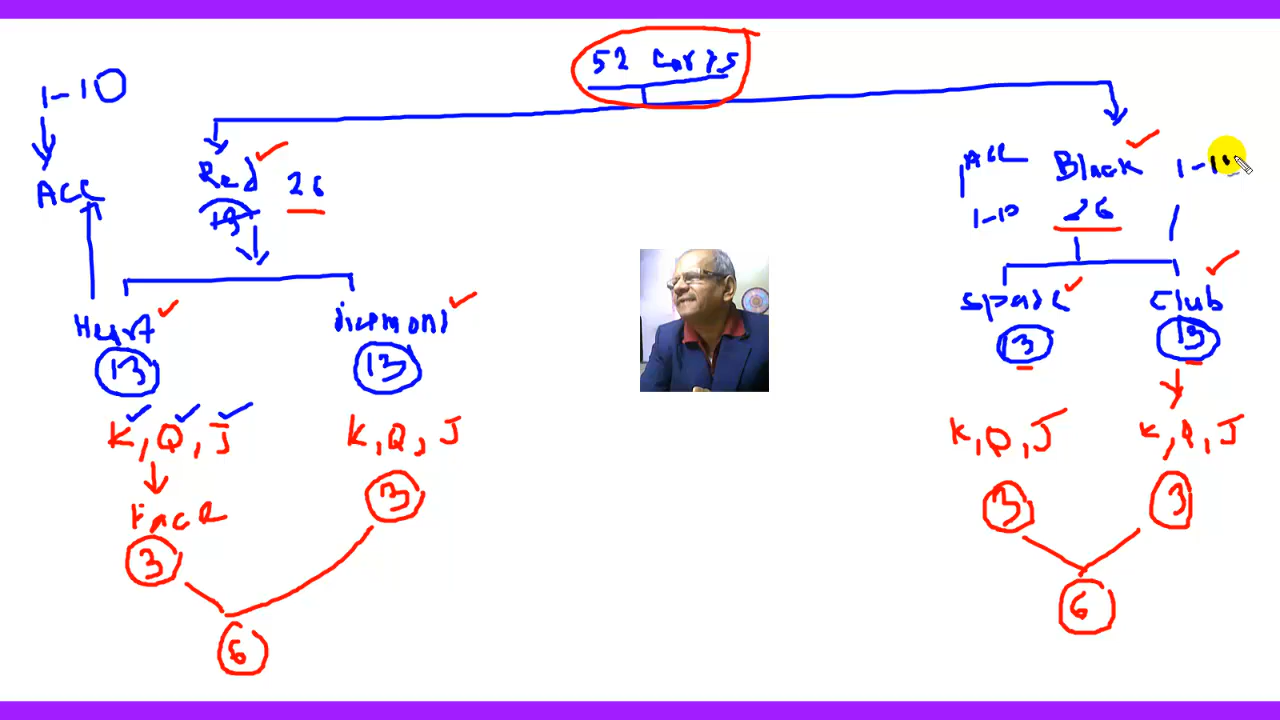 52 Cards
1-10
Ace
Red 26
Ace Black 1-10
1-10 26
Heart diamond
13 13
Spade Club
3 13
K, Q, J K, Q, J
K, Q, J K, Q, J
Face 3
3
3 3
6
6